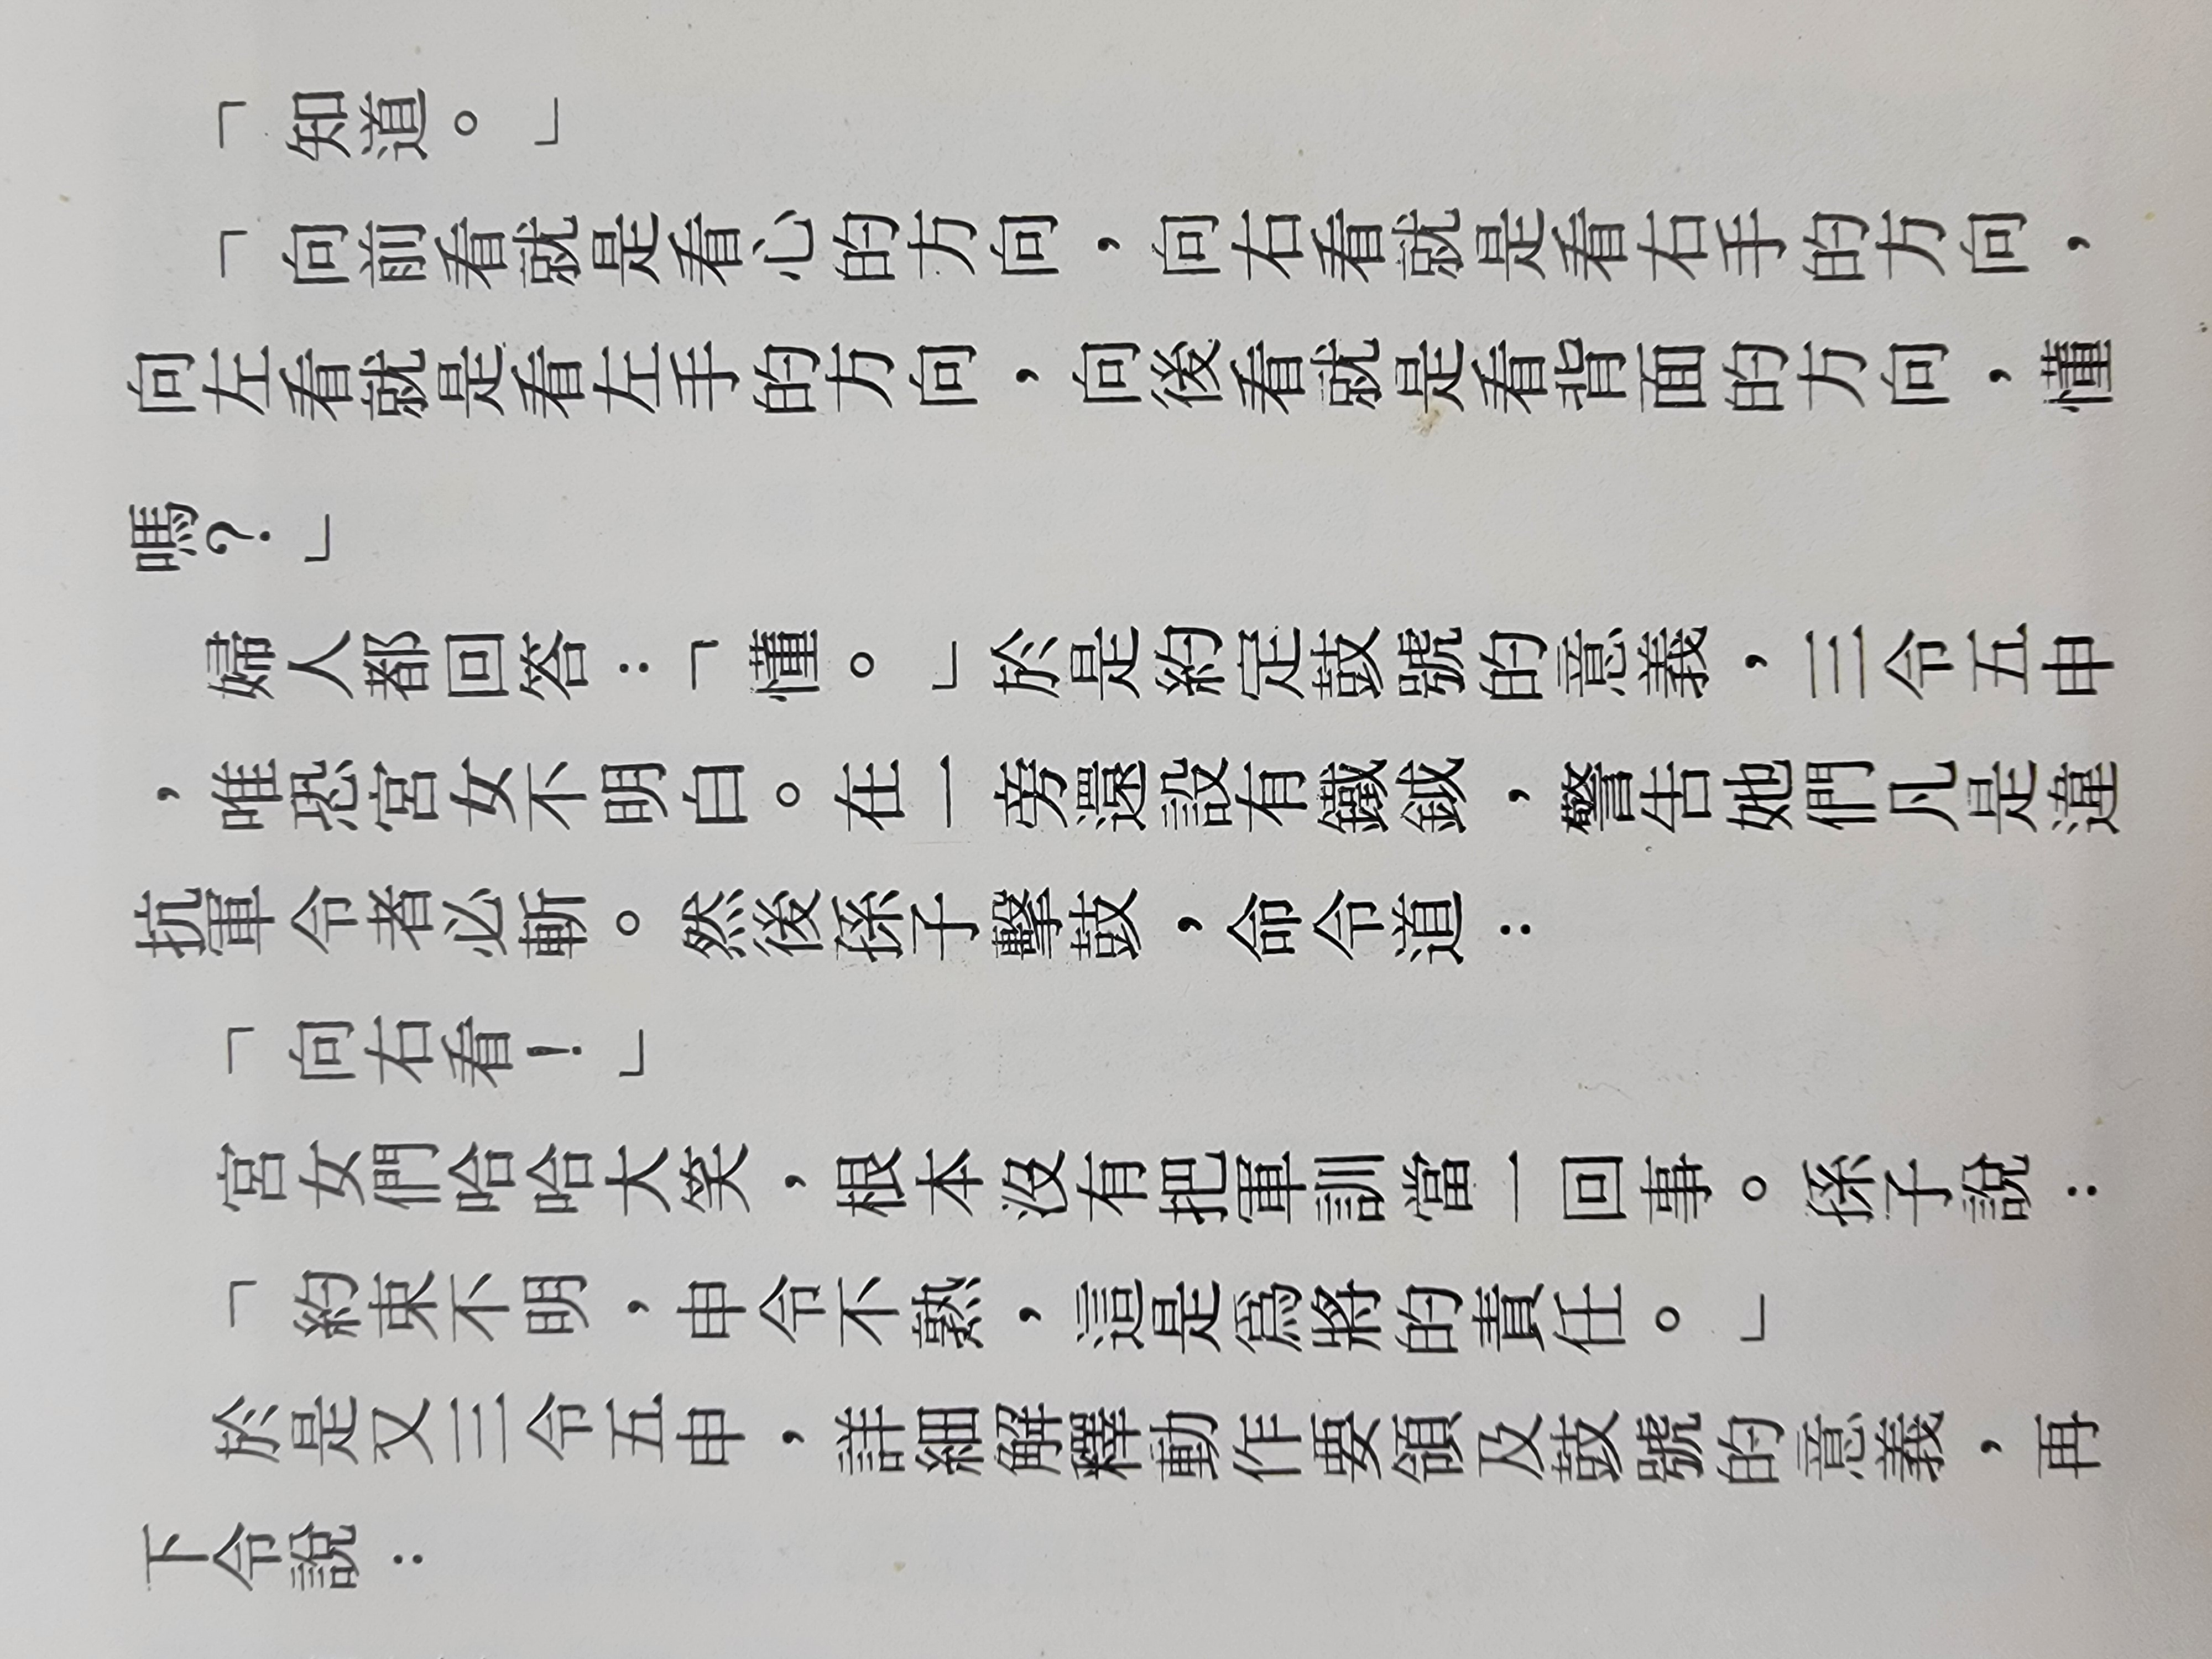 「知道。」
「向前看就是看心的方向，向右看就是看右手的方向，
向左看就是看左手的方向，向後看就是看背面的方向，懂
嗎？」
婦人都回答：「懂。」於是約定鼓號的意義，三令五申
，唯恐宮女不明白。在一旁還設有鐵鉞，警告她們凡是違
抗軍令者必斬。然後孫子擊鼓，命令道：
「向右看！」
宮女們哈哈大笑，根本沒有把軍訓當一回事。孫子說：
「約束不明，申令不熟，這是爲將的責任。」
於是又三令五申，詳細解釋動作要領及鼓號的意義，再
下令說：